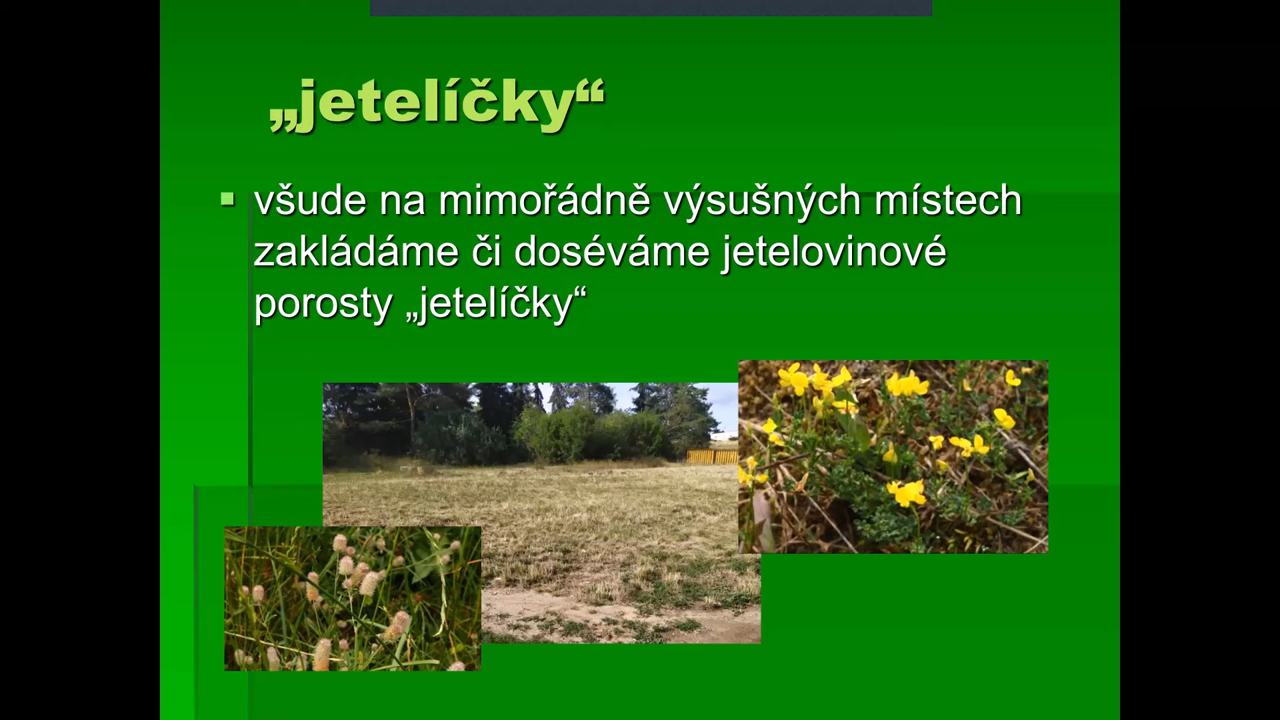 „jetelíčky“
všude na mimořádně výsušných místech
zakládáme či doséváme jetelovinové
porosty „jetelíčky“